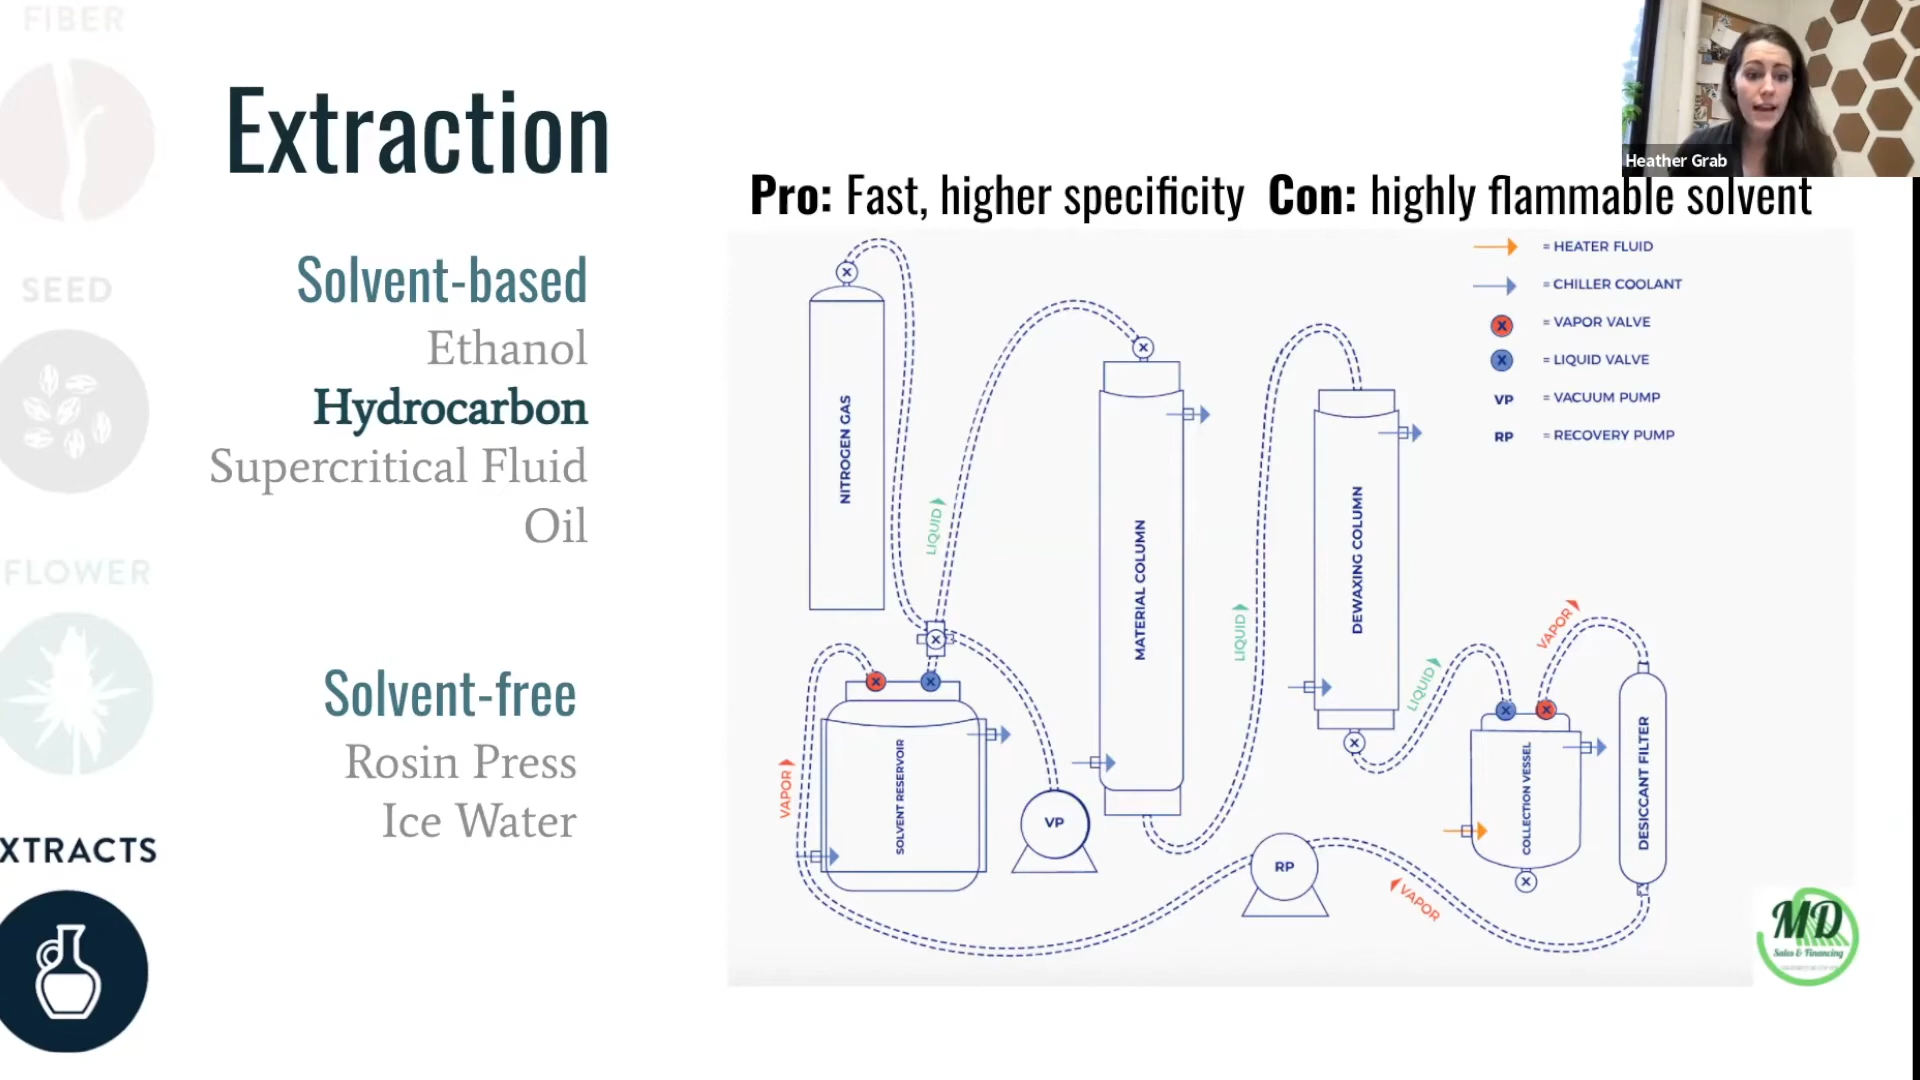 FIBER
SEED
FLOWER
XTRACTS
Extraction
Solvent-based
Ethanol
Hydrocarbon
Supercritical Fluid
Oil
Solvent-free
Rosin Press
Ice Water
Heather Grab
Pro: Fast, higher specificity Con: highly flammable solvent
= HEATER FLUID
= CHILLER COOLANT
X = VAPOR VALVE
X = LIQUID VALVE
VP = VACUUM PUMP
RP = RECOVERY PUMP
NITROGEN GAS
LIQUID
MATERIAL COLUMN
LIQUID
DEWAXING COLUMN
LIQUID
VAPOR
VAPOR
SOLVENT RESERVOIR
VP
RP
COLLECTION VESSEL
DESICCANT FILTER
VAPOR
MD
Sales & Financing